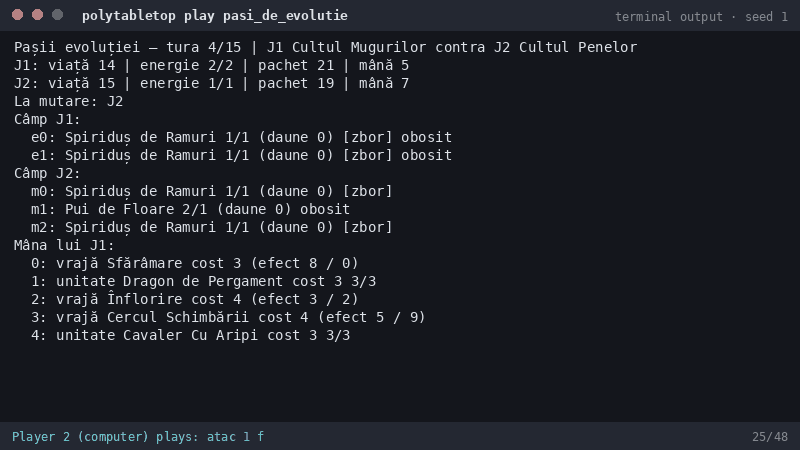 polytabletop play pasi_de_evolutie
terminal output · seed 1
Pașii evoluției — tura 4/15 | J1 Cultul Mugurilor contra J2 Cultul Penelor
J1: viață 14 | energie 2/2 | pachet 21 | mână 5
J2: viață 15 | energie 1/1 | pachet 19 | mână 7
La mutare: J2
Câmp J1:
e0: Spiriduș de Ramuri 1/1 (daune 0) [zbor] obosit
e1: Spiriduș de Ramuri 1/1 (daune 0) [zbor] obosit
Câmp J2:
m0: Spiriduș de Ramuri 1/1 (daune 0) [zbor]
m1: Pui de Floare 2/1 (daune 0) obosit
m2: Spiriduș de Ramuri 1/1 (daune 0) [zbor]
Mâna lui J1:
0: vrajă Sfărâmare cost 3 (efect 8 / 0)
1: unitate Dragon de Pergament cost 3 3/3
2: vrajă Înflorire cost 4 (efect 3 / 2)
3: vrajă Cercul Schimbării cost 4 (efect 5 / 9)
4: unitate Cavaler Cu Aripi cost 3 3/3
Player 2 (computer) plays: atac 1 f
25/48